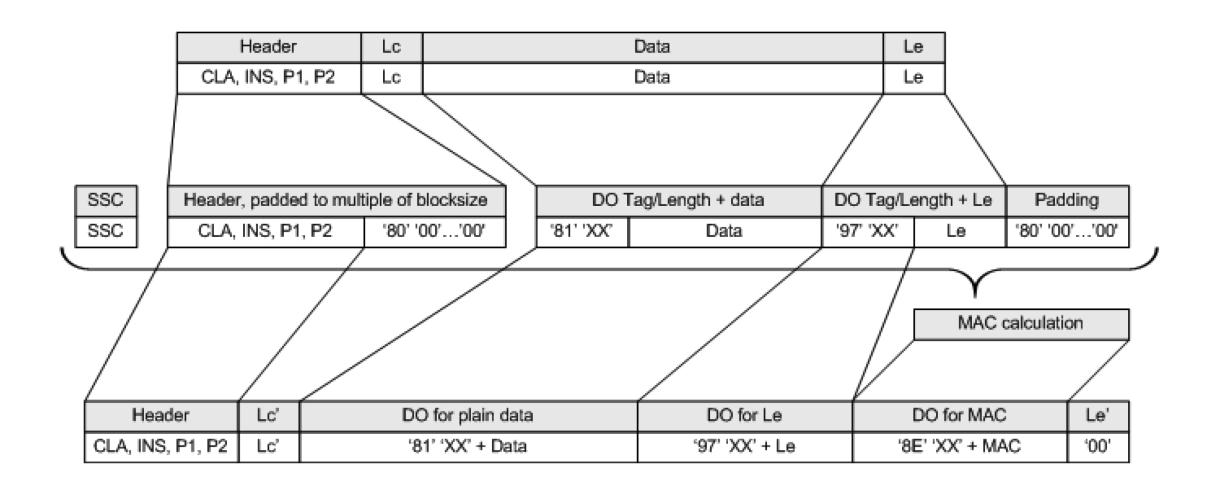 Header Lc Data Le
CLA, INS, P1, P2 Lc Data Le
SSC Header, padded to multiple of blocksize DO Tag/Length + data DO Tag/Length + Le Padding
SSC CLA, INS, P1, P2 '80' '00'...'00' '81' 'XX' Data '97' 'XX' Le '80' '00'...'00'
MAC calculation
Header Lc' DO for plain data DO for Le DO for MAC Le'
CLA, INS, P1, P2 Lc' '81' 'XX' + Data '97' 'XX' + Le '8E' 'XX' + MAC '00'